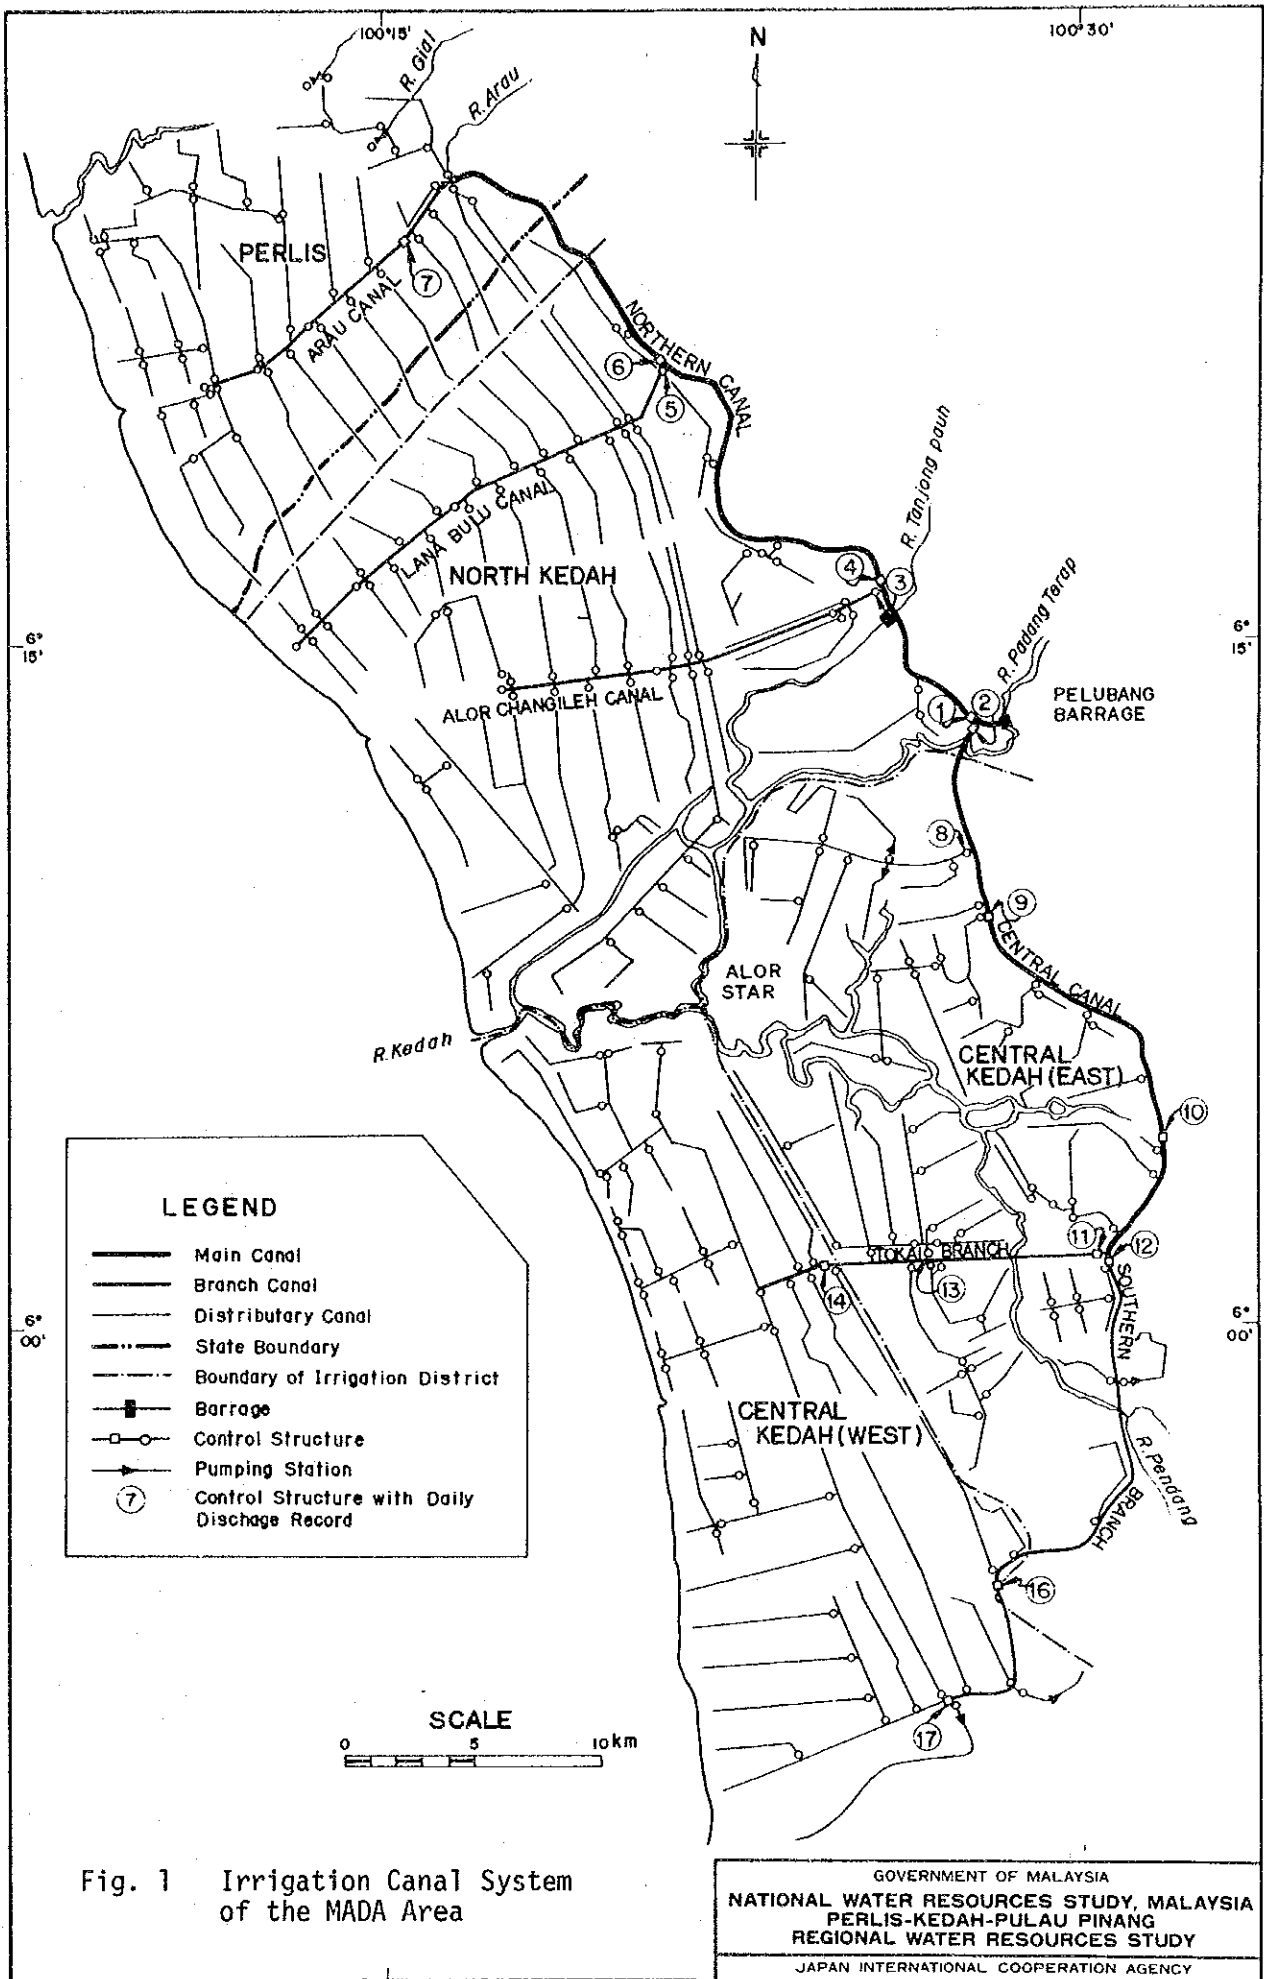 100°15'
100°30'
N
R. Gial
R. Arau
PERLIS
ARAU CANAL
7
NORTHERN CANAL
6
5
LANA BULU CANAL
NORTH KEDAH
R. Tanjong pauh
4
3
R. Padang Terap
6°
15'
6°
15'
ALOR CHANGILEH CANAL
1
2
PELUBANG
BARRAGE
8
9
CENTRAL CANAL
ALOR
STAR
R. Kedah
CENTRAL
KEDAH (EAST)
10
11
12
TOKAI BRANCH
13
14
SOUTHERN
BRANCH
6°
00'
6°
00'
CENTRAL
KEDAH (WEST)
R. Pendang
16
17
LEGEND
Main Canal
Branch Canal
Distributary Canal
State Boundary
Boundary of Irrigation District
Barrage
Control Structure
Pumping Station
7
Control Structure with Daily
Dischage Record
SCALE
0 5 10km
Fig. 1 Irrigation Canal System
of the MADA Area
GOVERNMENT OF MALAYSIA
NATIONAL WATER RESOURCES STUDY, MALAYSIA
PERLIS-KEDAH-PULAU PINANG
REGIONAL WATER RESOURCES STUDY
JAPAN INTERNATIONAL COOPERATION AGENCY